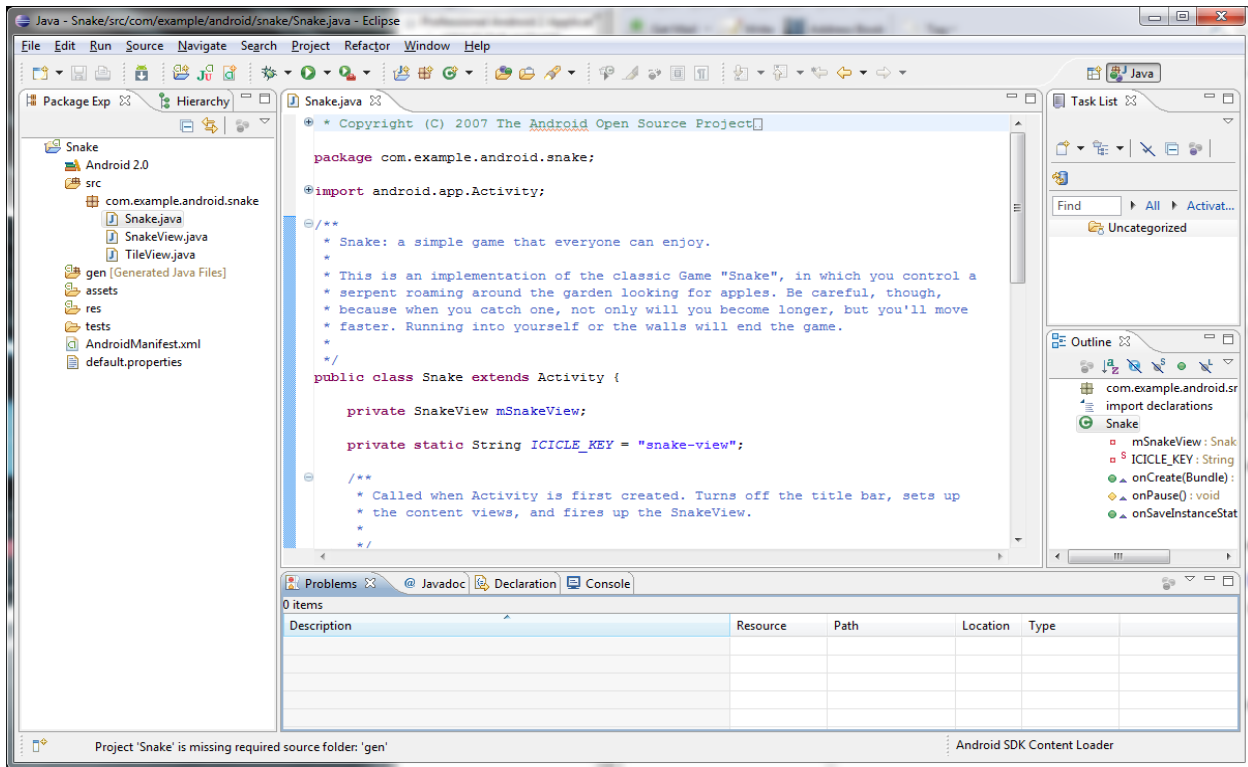 Java - Snake/src/com/example/android/snake/Snake.java - Eclipse
File Edit Run Source Navigate Search Project Refactor Window Help
Java
Package Exp Hierarchy
Snake
Android 2.0
src
com.example.android.snake
Snake.java
SnakeView.java
TileView.java
gen [Generated Java Files]
assets
res
tests
AndroidManifest.xml
default.properties
Snake.java
* Copyright (C) 2007 The Android Open Source Project
package com.example.android.snake;
import android.app.Activity;
/**
* Snake: a simple game that everyone can enjoy.
*
* This is an implementation of the classic Game "Snake", in which you control a
* serpent roaming around the garden looking for apples. Be careful, though,
* because when you catch one, not only will you become longer, but you'll move
* faster. Running into yourself or the walls will end the game.
*
*/
public class Snake extends Activity {
private SnakeView mSnakeView;
private static String ICICLE_KEY = "snake-view";
/**
* Called when Activity is first created. Turns off the title bar, sets up
* the content views, and fires up the SnakeView.
*
*/
Task List
Find All Activat...
Uncategorized
Outline
com.example.android.sr
import declarations
Snake
mSnakeView : Snak
S ICICLE_KEY : String
onCreate(Bundle) :
onPause() : void
onSaveInstanceStat
Problems @ Javadoc Declaration Console
0 items
Description Resource Path Location Type
Project 'Snake' is missing required source folder: 'gen'
Android SDK Content Loader